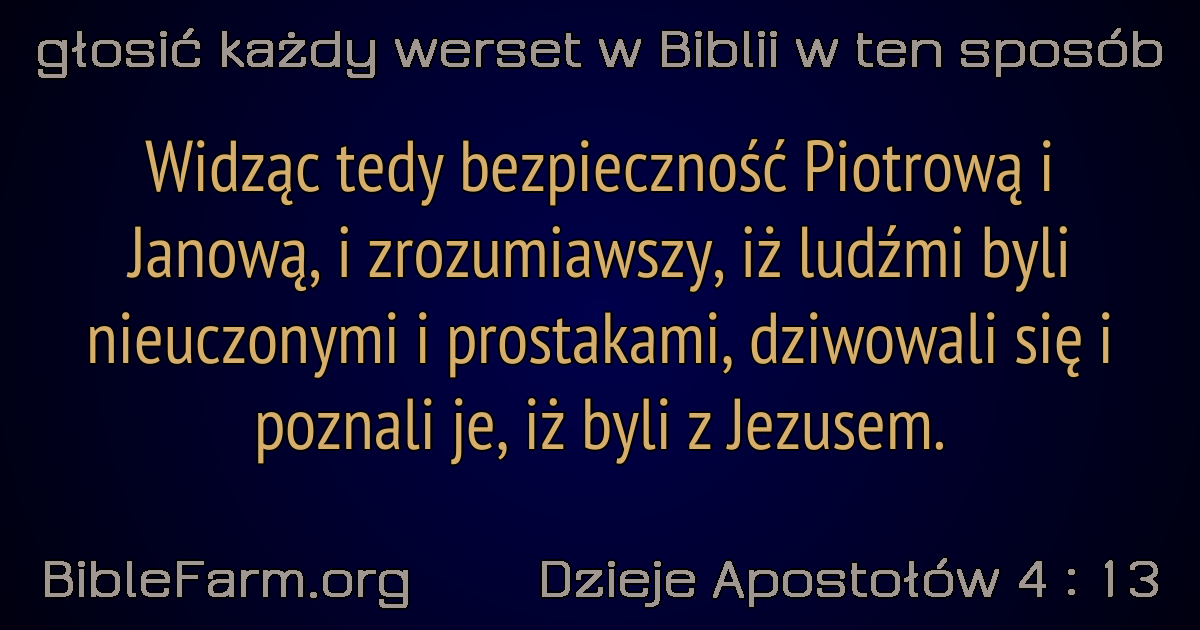 głosić każdy werset w Biblii w ten sposób
Widząc tedy bezpieczność Piotrową i
Janową, i zrozumiawszy, iż ludźmi byli
nieuczonymi i prostakami, dziwowali się i
poznali je, iż byli z Jezusem.
BibleFarm.org Dzieje Apostołów 4 : 13